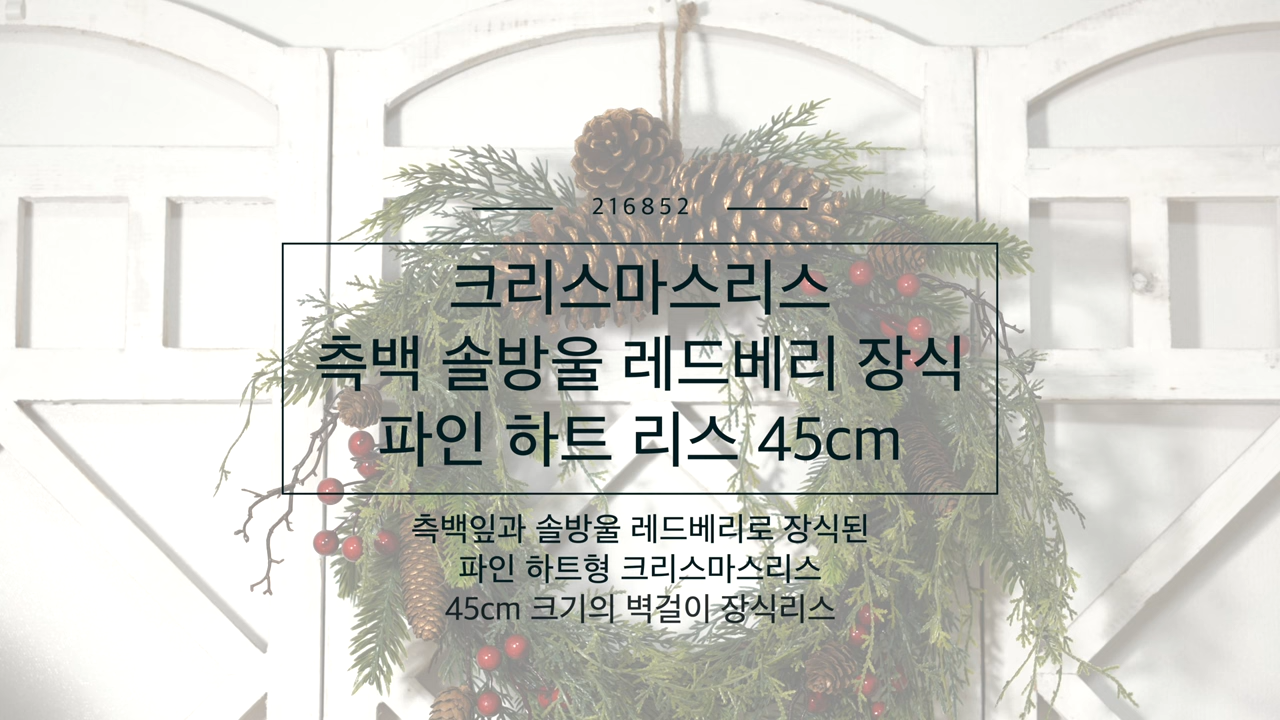 216852
크리스마스리스
측백 솔방울 레드베리 장식
파인 하트 리스 45cm
측백잎과 솔방울 레드베리로 장식된
파인 하트형 크리스마스리스
45cm 크기의 벽걸이 장식리스